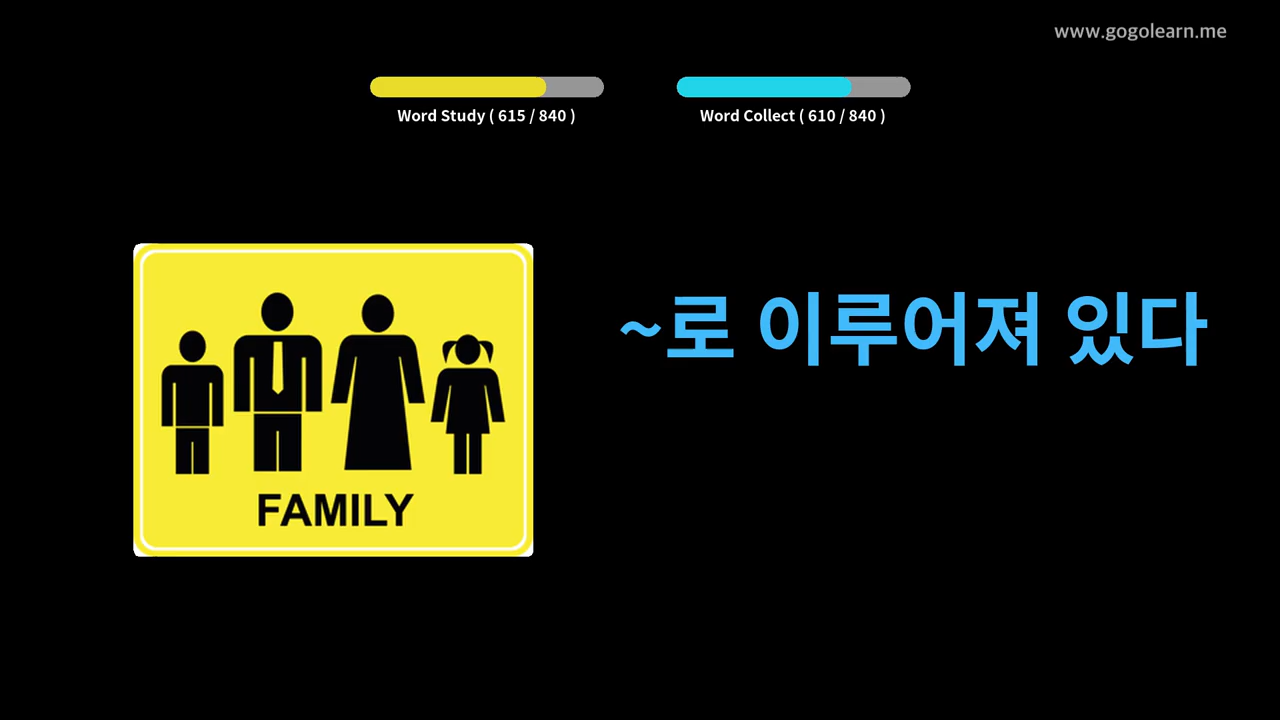 www.gogolearn.me
Word Study ( 615 / 840 )
Word Collect ( 610 / 840 )
~로 이루어져 있다
FAMILY